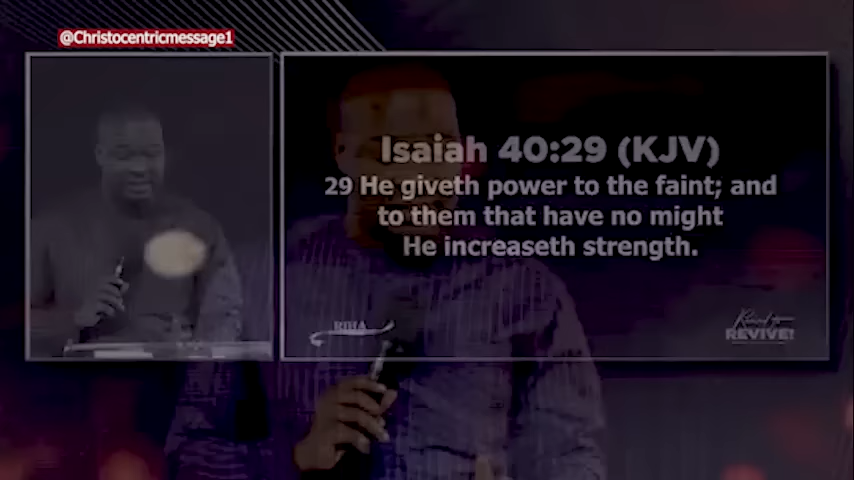 @Christocentricmessage1
Isaiah 40:29 (KJV)
29 He giveth power to the faint; and
to them that have no might
He increaseth strength.
REVIVE!